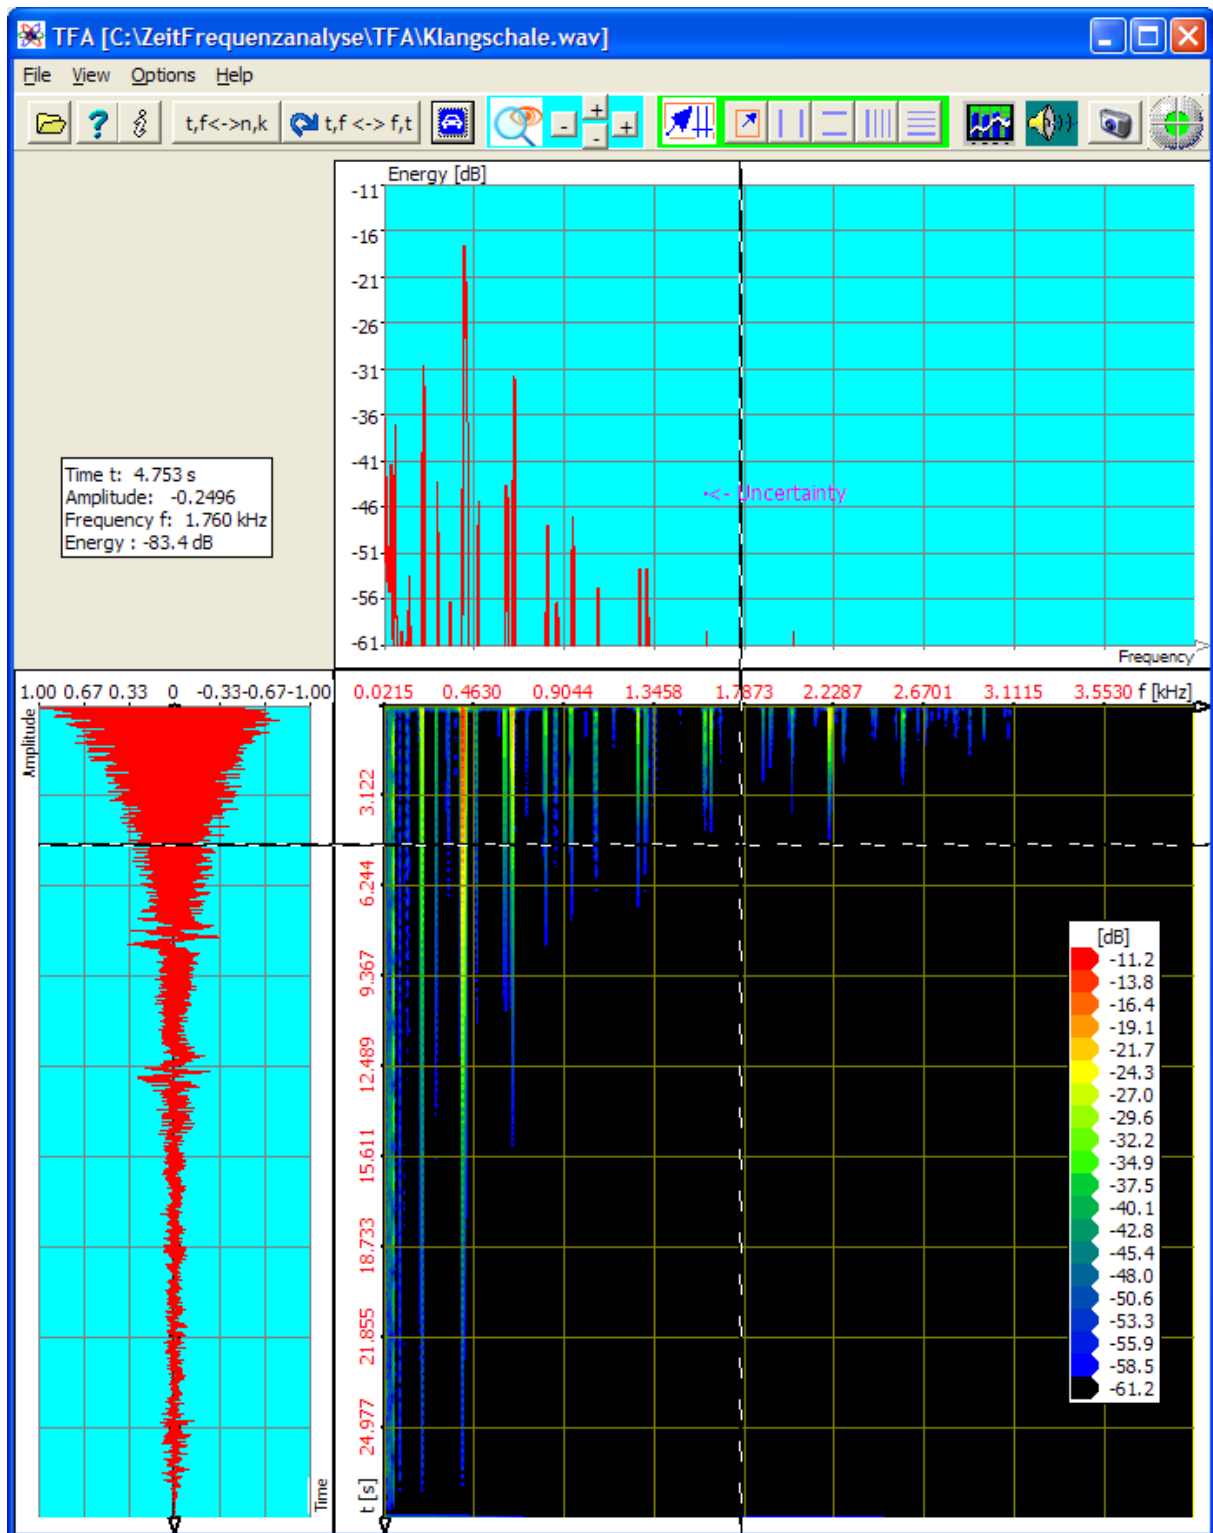 TFA [C:\ZeitFrequenzanalyse\TFA\Klangschale.wav]
File View Options Help
t,f<->n,k t,f <-> f,t - + - +
Energy [dB]
-11
-16
-21
-26
-31
-36
-41
-46
-51
-56
-61
<- Uncertainty
Frequency
Time t: 4.753 s
Amplitude: -0.2496
Frequency f: 1.760 kHz
Energy : -83.4 dB
1.00 0.67 0.33 0 -0.33 -0.67 -1.00
Amplitude
Time
0.0215 0.4630 0.9044 1.3458 1.7873 2.2287 2.6701 3.1115 3.5530 f [kHz]
3.122
6.244
9.367
12.489
15.611
18.733
21.855
24.977
t [s]
[dB]
-11.2
-13.8
-16.4
-19.1
-21.7
-24.3
-27.0
-29.6
-32.2
-34.9
-37.5
-40.1
-42.8
-45.4
-48.0
-50.6
-53.3
-55.9
-58.5
-61.2